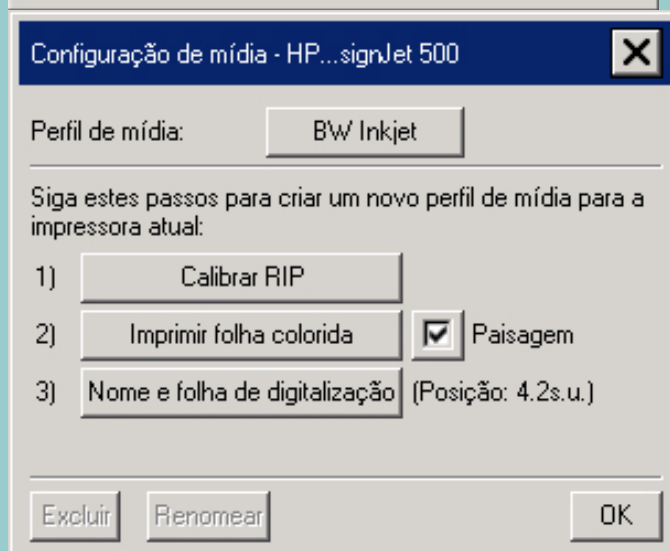 Configuração de mídia - HP...signJet 500
Perfil de mídia: BW Inkjet
Siga estes passos para criar um novo perfil de mídia para a
impressora atual:
1) Calibrar RIP
2) Imprimir folha colorida Paisagem
3) Nome e folha de digitalização (Posição: 4.2s.u.)
Excluir Renomear OK